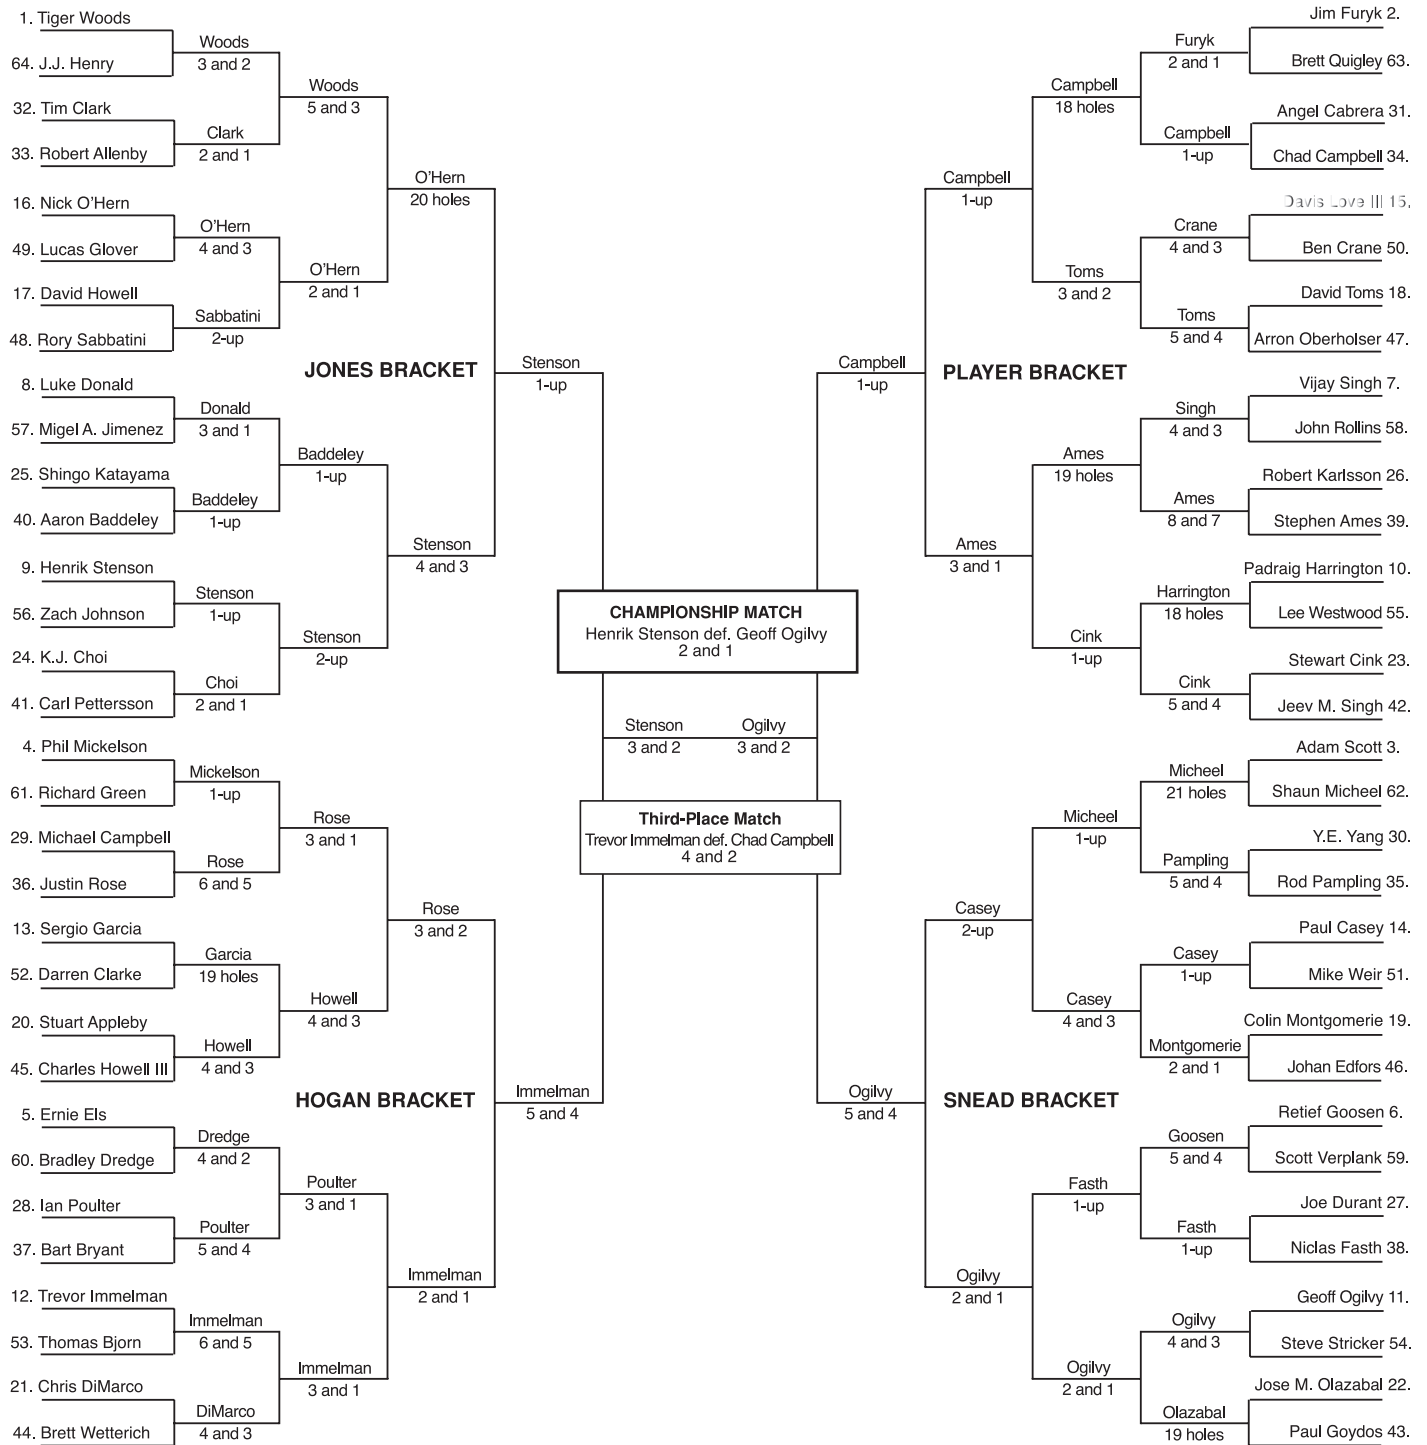 1. Tiger Woods
64. J.J. Henry
32. Tim Clark
33. Robert Allenby
16. Nick O'Hern
49. Lucas Glover
17. David Howell
48. Rory Sabbatini
8. Luke Donald
57. Migel A. Jimenez
25. Shingo Katayama
40. Aaron Baddeley
9. Henrik Stenson
56. Zach Johnson
24. K.J. Choi
41. Carl Pettersson
4. Phil Mickelson
61. Richard Green
29. Michael Campbell
36. Justin Rose
13. Sergio Garcia
52. Darren Clarke
20. Stuart Appleby
45. Charles Howell III
5. Ernie Els
60. Bradley Dredge
28. Ian Poulter
37. Bart Bryant
12. Trevor Immelman
53. Thomas Bjorn
21. Chris DiMarco
44. Brett Wetterich
Woods
3 and 2
Clark
2 and 1
O'Hern
4 and 3
Sabbatini
2-up
Donald
3 and 1
Baddeley
1-up
Stenson
1-up
Choi
2 and 1
Mickelson
1-up
Rose
6 and 5
Garcia
19 holes
Howell
4 and 3
Dredge
4 and 2
Poulter
5 and 4
Immelman
6 and 5
DiMarco
4 and 3
Woods
5 and 3
O'Hern
2 and 1
Baddeley
1-up
Stenson
2-up
Rose
3 and 1
Howell
4 and 3
Poulter
3 and 1
Immelman
3 and 1
O'Hern
20 holes
Stenson
4 and 3
Rose
3 and 2
Immelman
2 and 1
JONES BRACKET
HOGAN BRACKET
Stenson
1-up
Immelman
5 and 4
CHAMPIONSHIP MATCH
Henrik Stenson def. Geoff Ogilvy
2 and 1
Stenson
3 and 2
Ogilvy
3 and 2
Third-Place Match
Trevor Immelman def. Chad Campbell
4 and 2
Campbell
1-up
Ogilvy
5 and 4
PLAYER BRACKET
SNEAD BRACKET
Campbell
1-up
Ames
3 and 1
Casey
2-up
Ogilvy
2 and 1
Campbell
18 holes
Toms
3 and 2
Ames
19 holes
Cink
1-up
Micheel
1-up
Casey
4 and 3
Fasth
1-up
Ogilvy
2 and 1
Furyk
2 and 1
Campbell
1-up
Crane
4 and 3
Toms
5 and 4
Singh
4 and 3
Ames
8 and 7
Harrington
18 holes
Cink
5 and 4
Micheel
21 holes
Pampling
5 and 4
Casey
1-up
Montgomerie
2 and 1
Goosen
5 and 4
Fasth
1-up
Ogilvy
4 and 3
Olazabal
19 holes
Jim Furyk 2.
Brett Quigley 63.
Angel Cabrera 31.
Chad Campbell 34.
Davis Love III 15.
Ben Crane 50.
David Toms 18.
Arron Oberholser 47.
Vijay Singh 7.
John Rollins 58.
Robert Karlsson 26.
Stephen Ames 39.
Padraig Harrington 10.
Lee Westwood 55.
Stewart Cink 23.
Jeev M. Singh 42.
Adam Scott 3.
Shaun Micheel 62.
Y.E. Yang 30.
Rod Pampling 35.
Paul Casey 14.
Mike Weir 51.
Colin Montgomerie 19.
Johan Edfors 46.
Retief Goosen 6.
Scott Verplank 59.
Joe Durant 27.
Niclas Fasth 38.
Geoff Ogilvy 11.
Steve Stricker 54.
Jose M. Olazabal 22.
Paul Goydos 43.